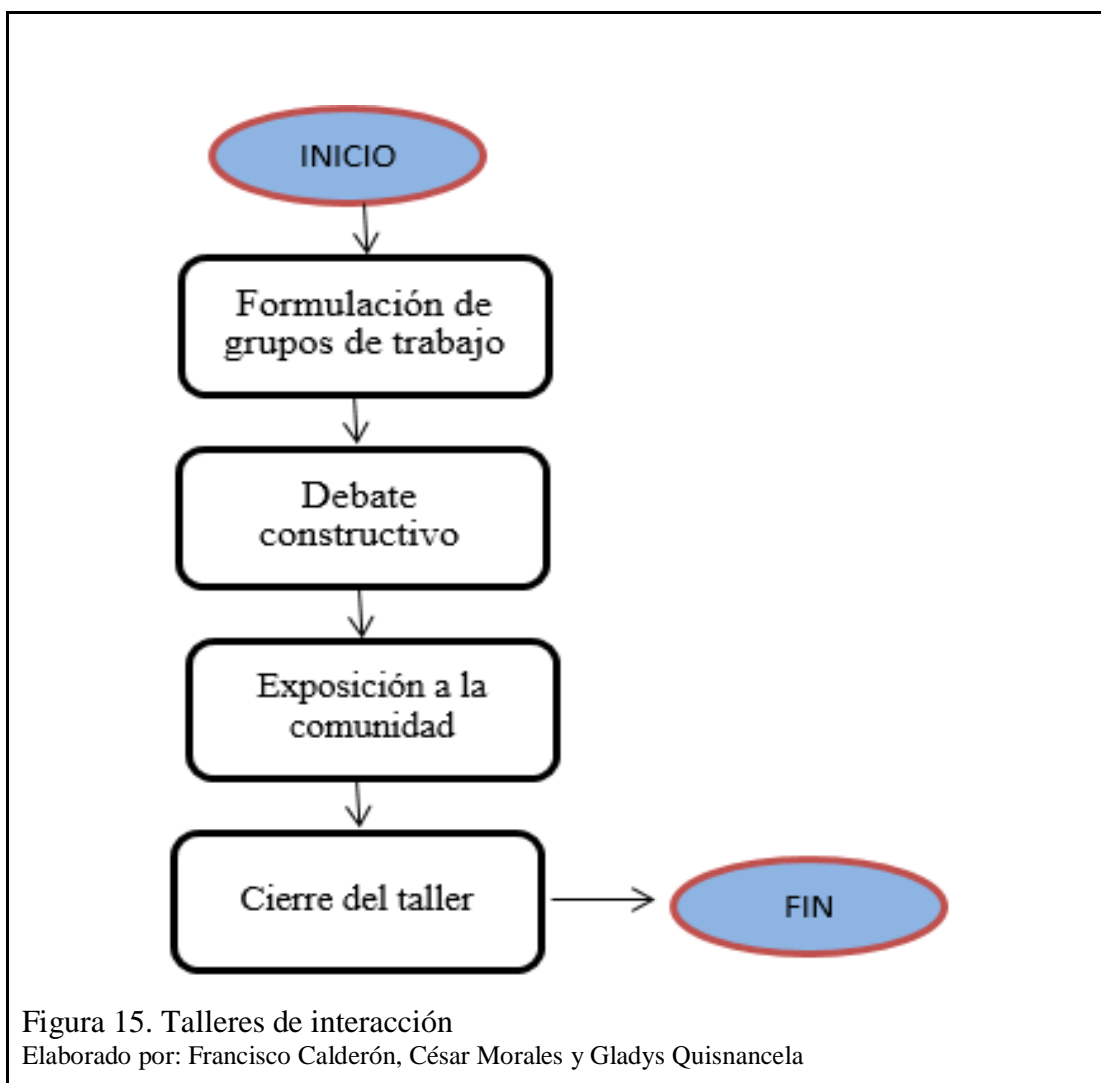 INICIO
Formulación de
grupos de trabajo
Debate
constructivo
Exposición a la
comunidad
Cierre del taller
FIN
Figura 15. Talleres de interacción
Elaborado por: Francisco Calderón, César Morales y Gladys Quisnancela